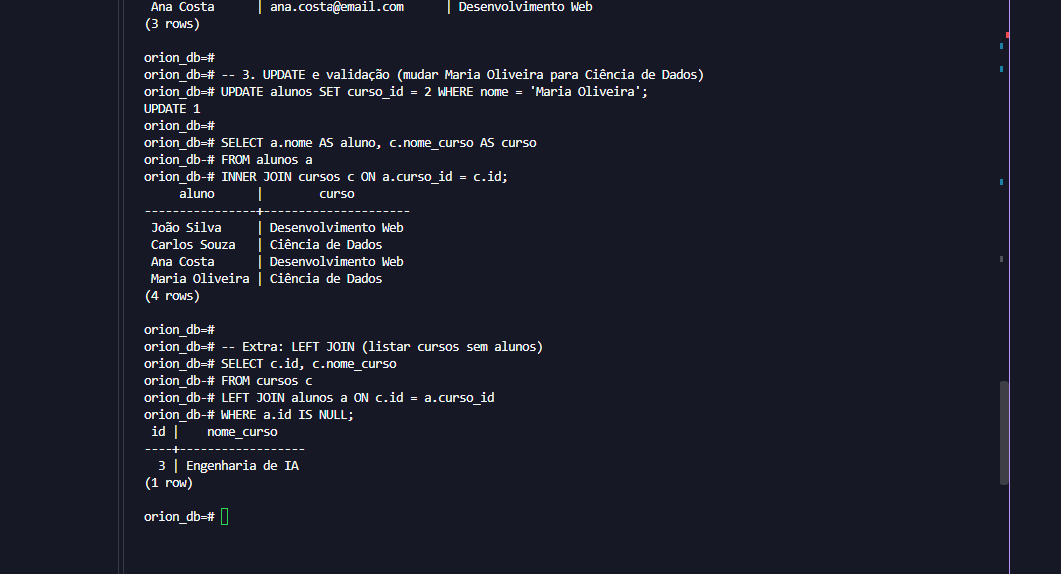 Ana Costa      | ana.costa@email.com      | Desenvolvimento Web
(3 rows)
orion_db=#
orion_db=# -- 3. UPDATE e validação (mudar Maria Oliveira para Ciência de Dados)
orion_db=# UPDATE alunos SET curso_id = 2 WHERE nome = 'Maria Oliveira';
UPDATE 1
orion_db=#
orion_db=# SELECT a.nome AS aluno, c.nome_curso AS curso
orion_db-# FROM alunos a
orion_db-# INNER JOIN cursos c ON a.curso_id = c.id;
     aluno      |        curso
----------------+---------------------
 João Silva     | Desenvolvimento Web
 Carlos Souza   | Ciência de Dados
 Ana Costa      | Desenvolvimento Web
 Maria Oliveira | Ciência de Dados
(4 rows)
orion_db=#
orion_db=# -- Extra: LEFT JOIN (listar cursos sem alunos)
orion_db=# SELECT c.id, c.nome_curso
orion_db-# FROM cursos c
orion_db-# LEFT JOIN alunos a ON c.id = a.curso_id
orion_db-# WHERE a.id IS NULL;
 id |    nome_curso
----+------------------
  3 | Engenharia de IA
(1 row)
orion_db=#